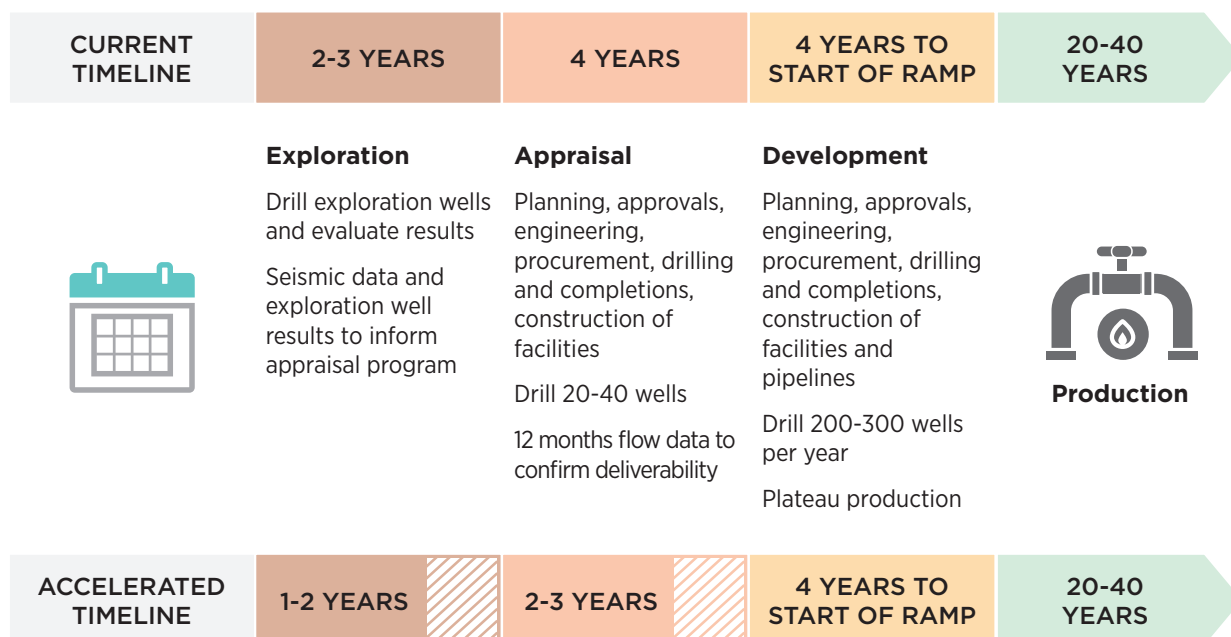 CURRENT
TIMELINE
2-3 YEARS
4 YEARS
4 YEARS TO
START OF RAMP
20-40
YEARS
Exploration
Drill exploration wells
and evaluate results
Seismic data and
exploration well
results to inform
appraisal program
Appraisal
Planning, approvals,
engineering,
procurement, drilling
and completions,
construction of
facilities
Drill 20-40 wells
12 months flow data to
confirm deliverability
Development
Planning, approvals,
engineering,
procurement, drilling
and completions,
construction of
facilities and
pipelines
Drill 200-300 wells
per year
Plateau production
Production
ACCELERATED
TIMELINE
1-2 YEARS
2-3 YEARS
4 YEARS TO
START OF RAMP
20-40
YEARS